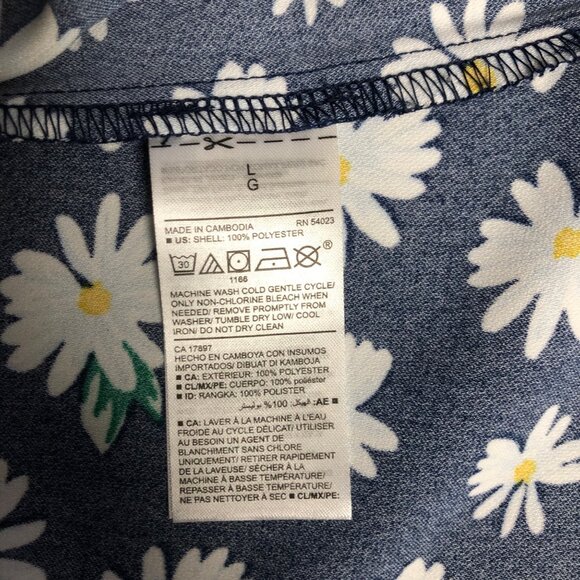 L
G
MADE IN CAMBODIA RN 54023
■ US: SHELL: 100% POLYESTER
30
®
1166
MACHINE WASH COLD GENTLE CYCLE/
ONLY NON-CHLORINE BLEACH WHEN
NEEDED/ REMOVE PROMPTLY FROM
WASHER/ TUMBLE DRY LOW/ COOL
IRON/ DO NOT DRY CLEAN
CA 17897
HECHO EN CAMBOYA CON INSUMOS
IMPORTADOS/ DIBUAT DI KAMBOJA
■ CA: EXTÉRIEUR: 100% POLYESTER
■ CL/MX/PE: CUERPO: 100% poliéster
■ ID: RANGKA: 100% POLISTER
■ AE: الهيكل: 100% بوليستر
■ CA: LAVER À LA MACHINE À L'EAU
FROIDE AU CYCLE DÉLICAT/ UTILISER
AU BESOIN UN AGENT DE
BLANCHIMENT SANS CHLORE
UNIQUEMENT/ RETIRER RAPIDEMENT
DE LA LAVEUSE/ SÉCHER À LA
MACHINE À BASSE TEMPÉRATURE/
REPASSER À BASSE TEMPÉRATURE/
NE PAS NETTOYER À SEC ■ CL/MX/PE: